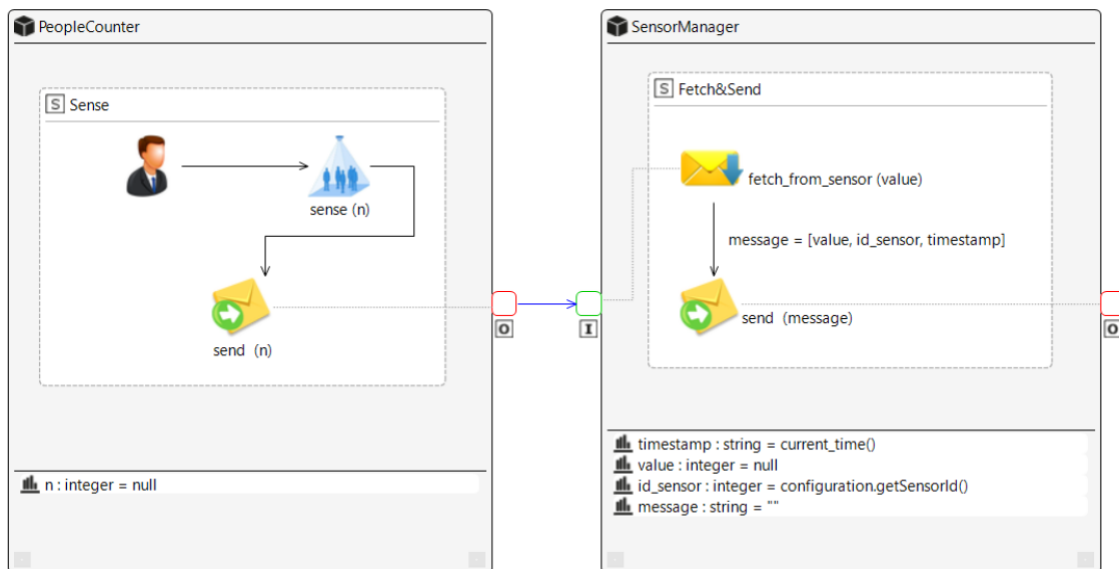 PeopleCounter
S Sense
sense (n)
send (n)
O
n : integer = null
SensorManager
S Fetch&Send
fetch_from_sensor (value)
message = [value, id_sensor, timestamp]
send (message)
I
O
timestamp : string = current_time()
value : integer = null
id_sensor : integer = configuration.getSensorId()
message : string = ""